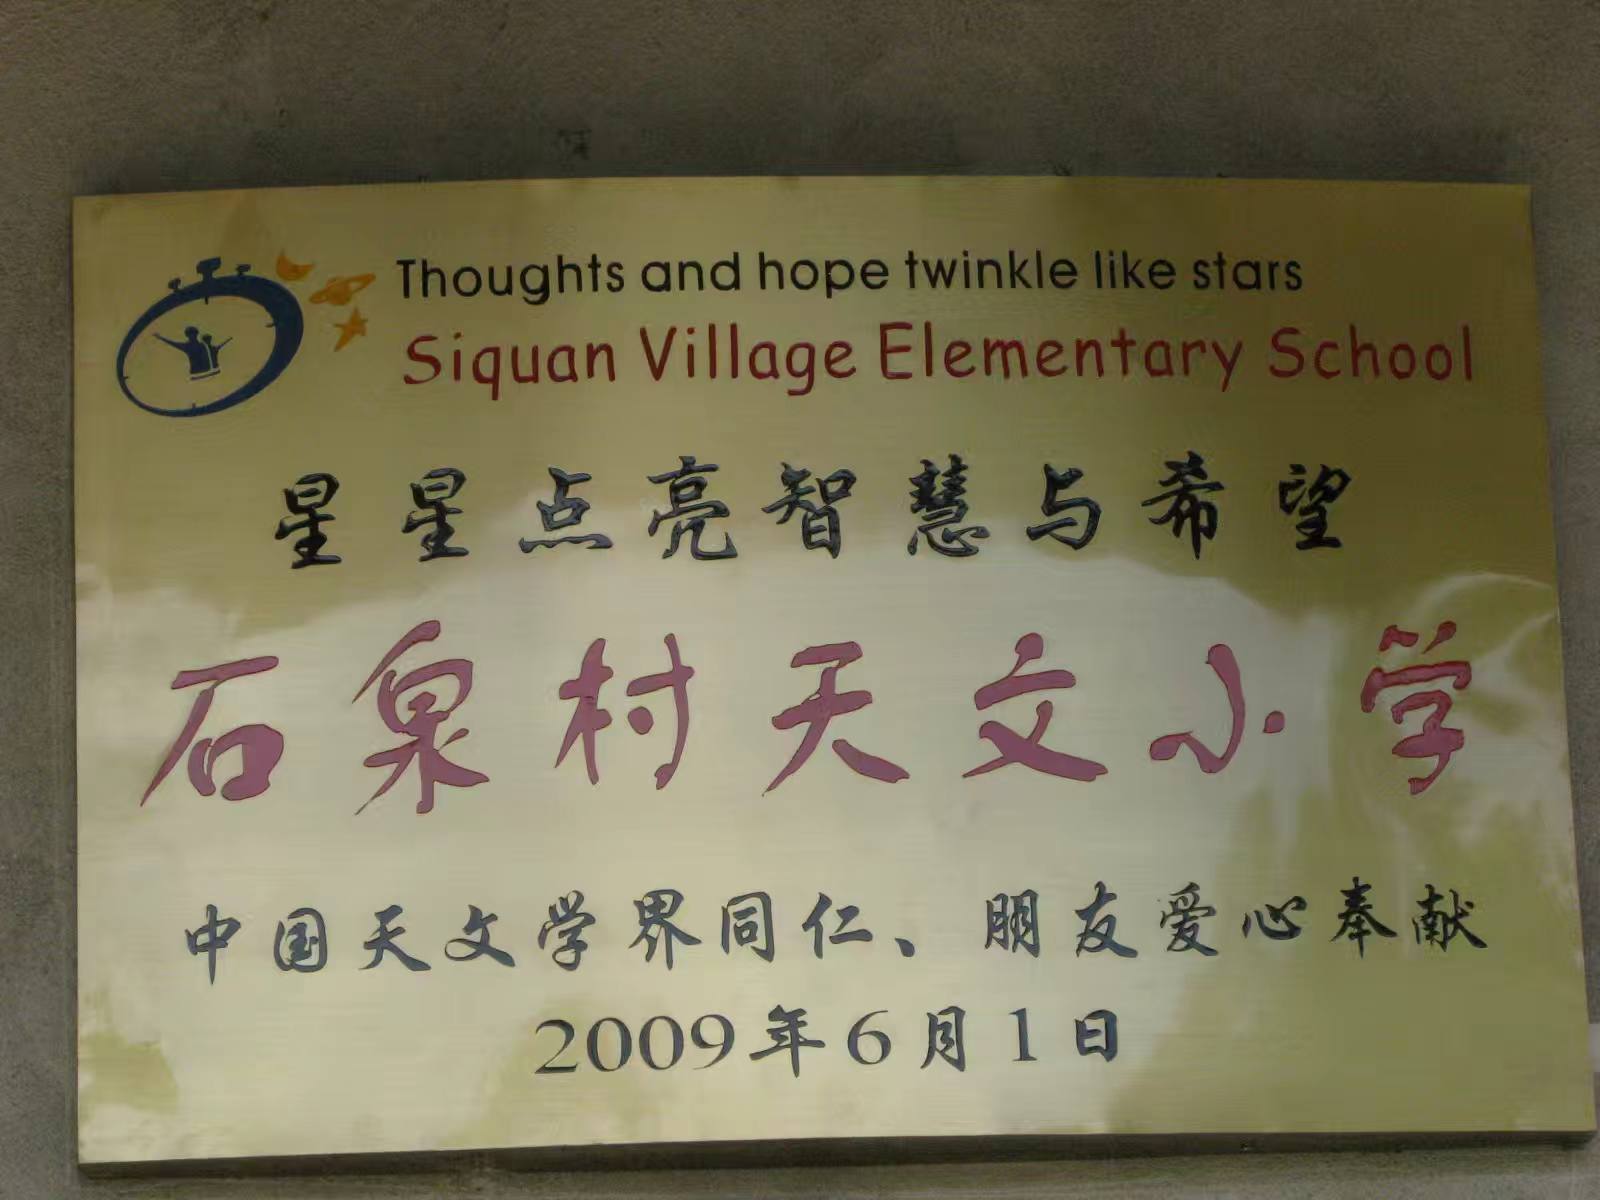 Thoughts and hope twinkle like stars
Siquan Village Elementary School
星星点亮智慧与希望
石泉村天文小学
中国天文学界同仁、朋友爱心奉献
2009年6月1日